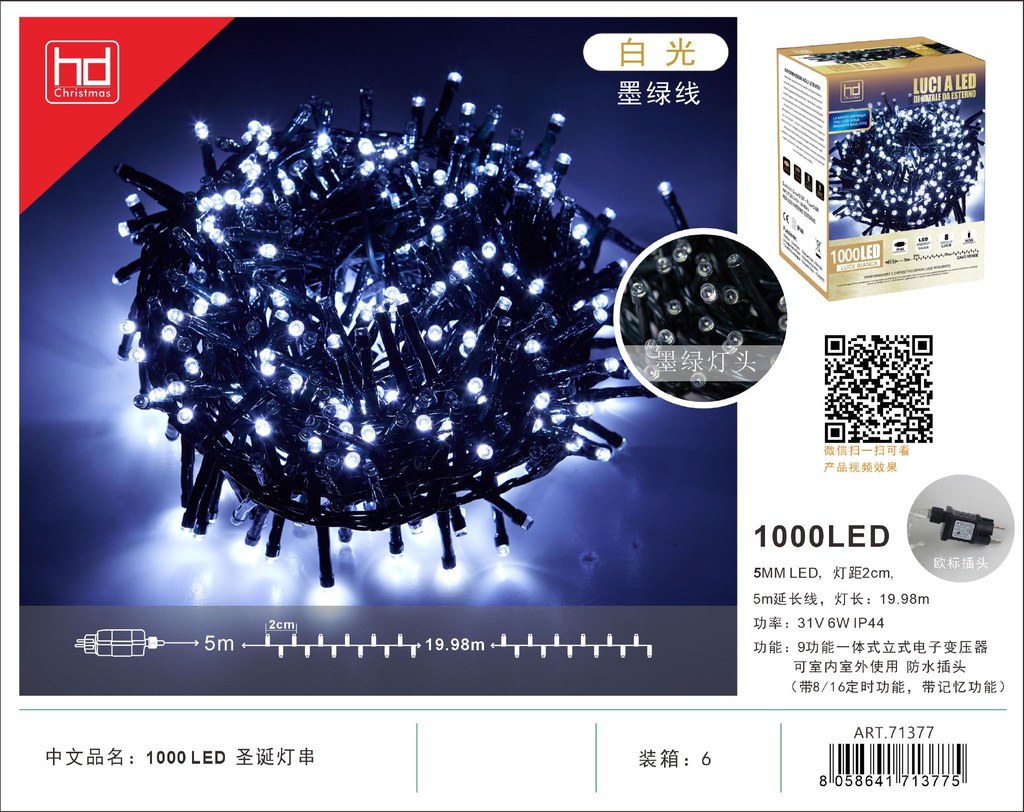 hd
Christmas
白光
墨绿线
hd
LUCI A LED
DI NATALE DA ESTERNO
1000LED
LUCE BIANCA
墨绿灯头
微信扫一扫可看
产品视频效果
1000LED
欧标插头
5MM LED, 灯距2cm,
5m延长线, 灯长: 19.98m
功率: 31V 6W IP44
功能: 9功能一体式立式电子变压器
可室内室外使用 防水插头
(带8/16定时功能, 带记忆功能)
2cm
5m
19.98m
中文品名: 1000 LED 圣诞灯串
装箱: 6
ART.71377
8 058641 713775